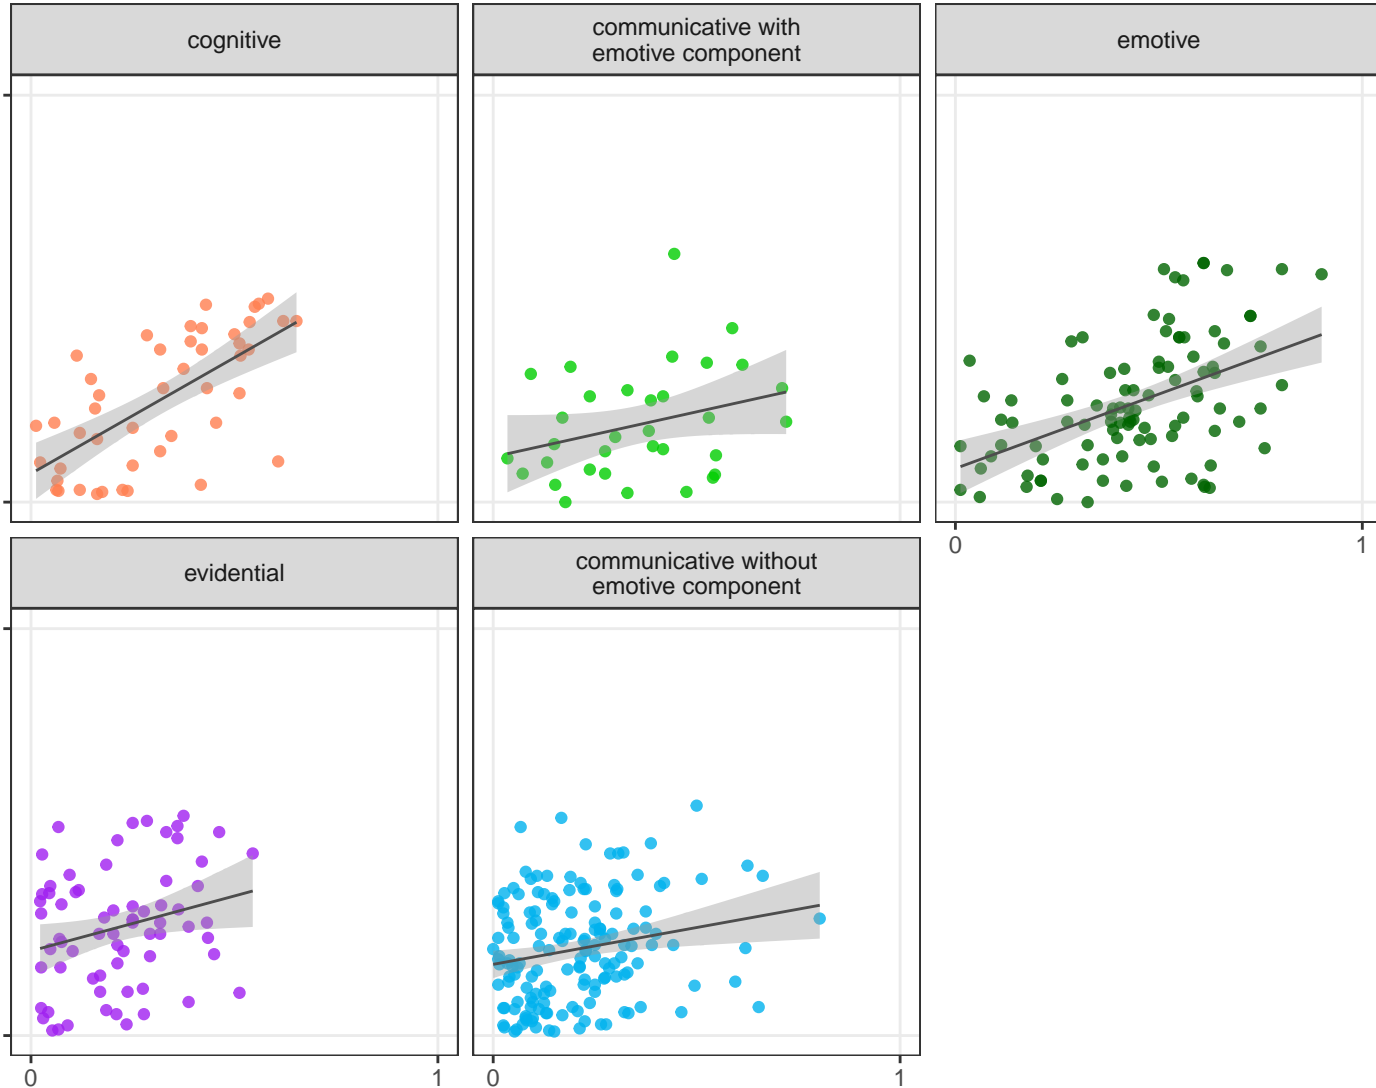 cognitive
communicative with
emotive component
emotive
0
1
evidential
communicative without
emotive component
0
1
0
1